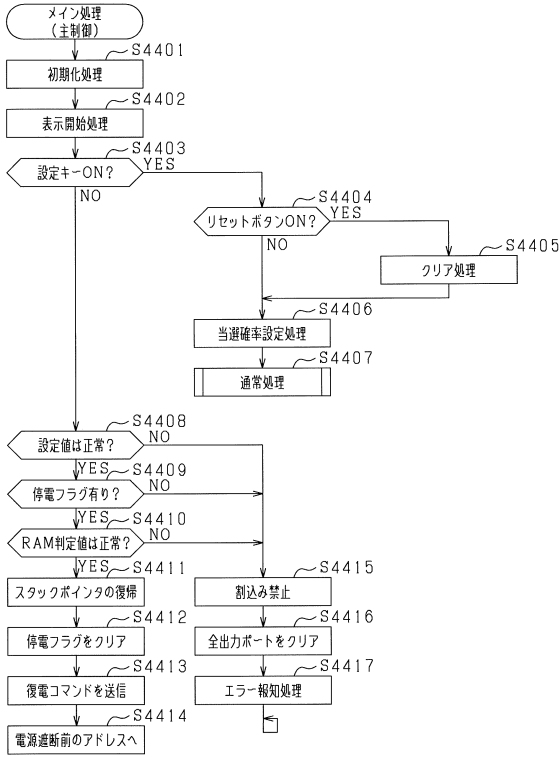 メイン処理
(主制御)
S4401
初期化処理
S4402
表示開始処理
S4403
設定キーON?
YES
NO
S4404
リセットボタンON?
YES
NO
S4405
クリア処理
S4406
当選確率設定処理
S4407
通常処理
S4408
設定値は正常?
NO
YES
S4409
停電フラグ有り?
NO
YES
S4410
RAM判定値は正常?
NO
YES
S4411
スタックポインタの復帰
S4412
停電フラグをクリア
S4413
復電コマンドを送信
S4414
電源遮断前のアドレスへ
S4415
割込み禁止
S4416
全出力ポートをクリア
S4417
エラー報知処理